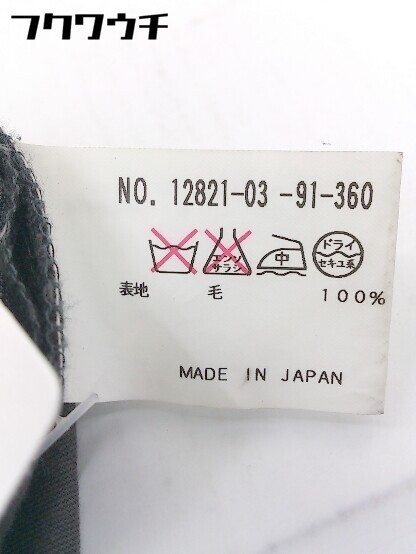 フクワウチ
NO. 12821-03 -91-360
エンソ サラシ 中 ドライ セキユ系
表地 毛 100%
MADE IN JAPAN